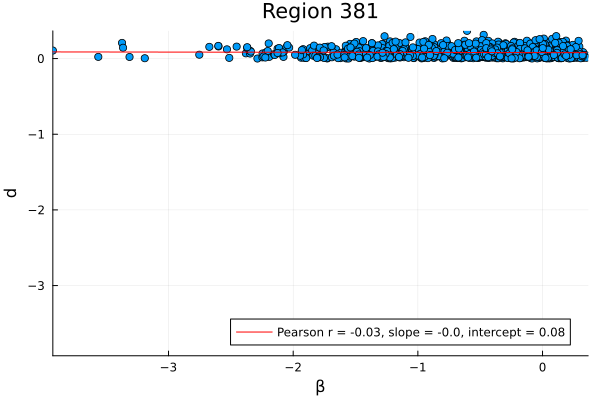 Region 381
0
−1
−2
−3
d
Pearson r = -0.03, slope = -0.0, intercept = 0.08
−3
−2
−1
0
β